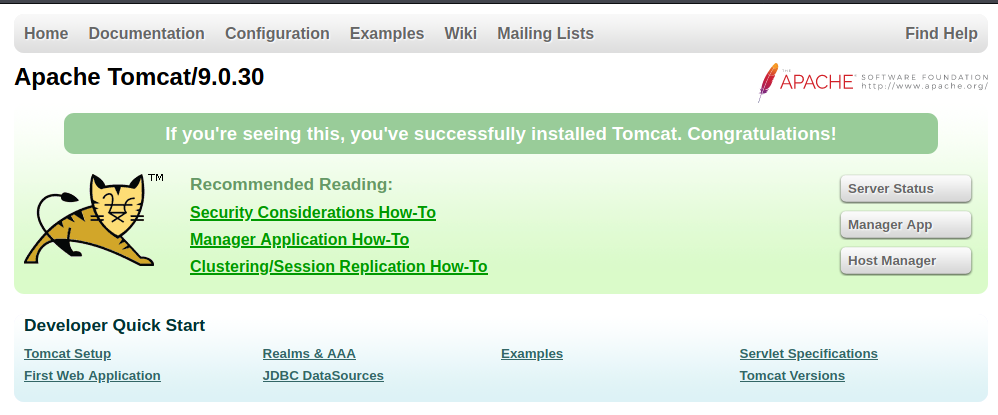 Home Documentation Configuration Examples Wiki Mailing Lists Find Help
Apache Tomcat/9.0.30
THE APACHE® SOFTWARE FOUNDATION
http://www.apache.org/
If you're seeing this, you've successfully installed Tomcat. Congratulations!
TM
Recommended Reading:
Security Considerations How-To
Manager Application How-To
Clustering/Session Replication How-To
Server Status
Manager App
Host Manager
Developer Quick Start
Tomcat Setup Realms & AAA Examples Servlet Specifications
First Web Application JDBC DataSources Tomcat Versions